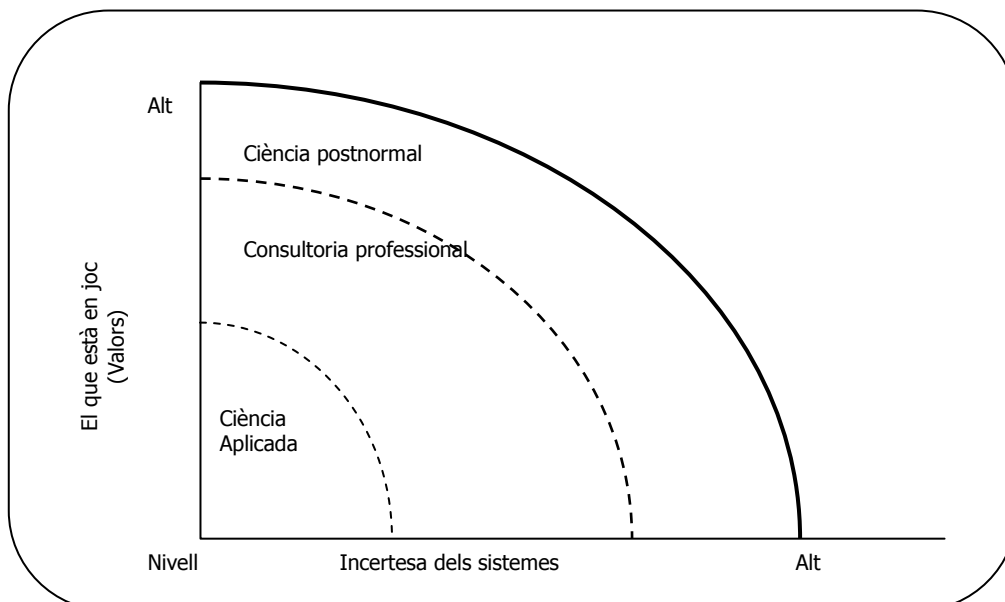 Alt
Ciència postnormal
Consultoria professional
El que està en joc
(Valors)
Ciència
Aplicada
Nivell
Incertesa dels sistemes
Alt